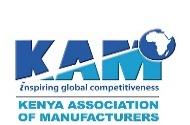 KAM
Inspiring global competitiveness
KENYA ASSOCIATION
OF MANUFACTURERS